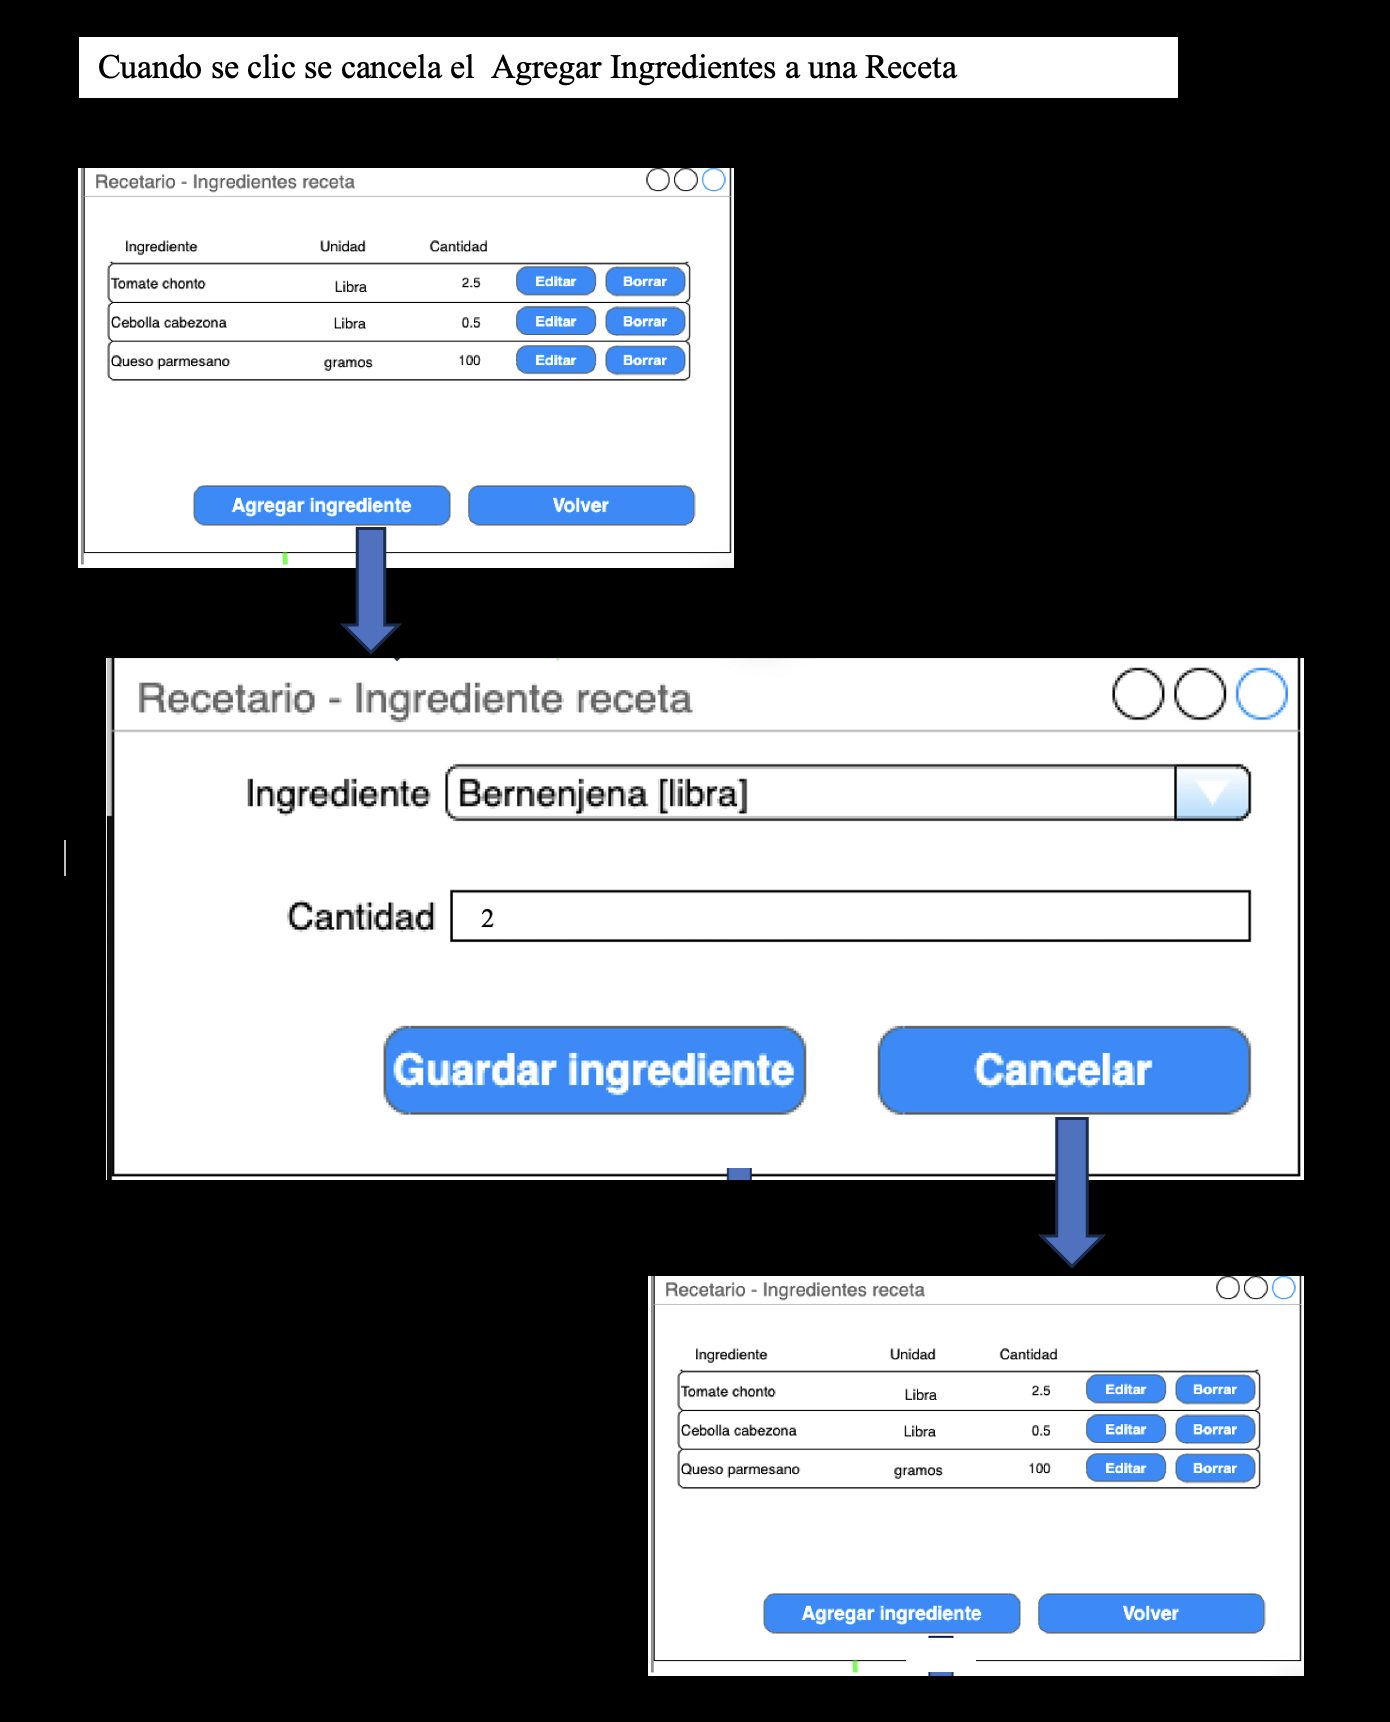 Cuando se clic se cancela el  Agregar Ingredientes a una Receta
Recetario - Ingredientes receta
Ingrediente Unidad Cantidad
Tomate chonto Libra 2.5 Editar Borrar
Cebolla cabezona Libra 0.5 Editar Borrar
Queso parmesano gramos 100 Editar Borrar
Agregar ingrediente Volver
Recetario - Ingrediente receta
Ingrediente Bernenjena [libra]
Cantidad 2
Guardar ingrediente Cancelar
Recetario - Ingredientes receta
Ingrediente Unidad Cantidad
Tomate chonto Libra 2.5 Editar Borrar
Cebolla cabezona Libra 0.5 Editar Borrar
Queso parmesano gramos 100 Editar Borrar
Agregar ingrediente Volver